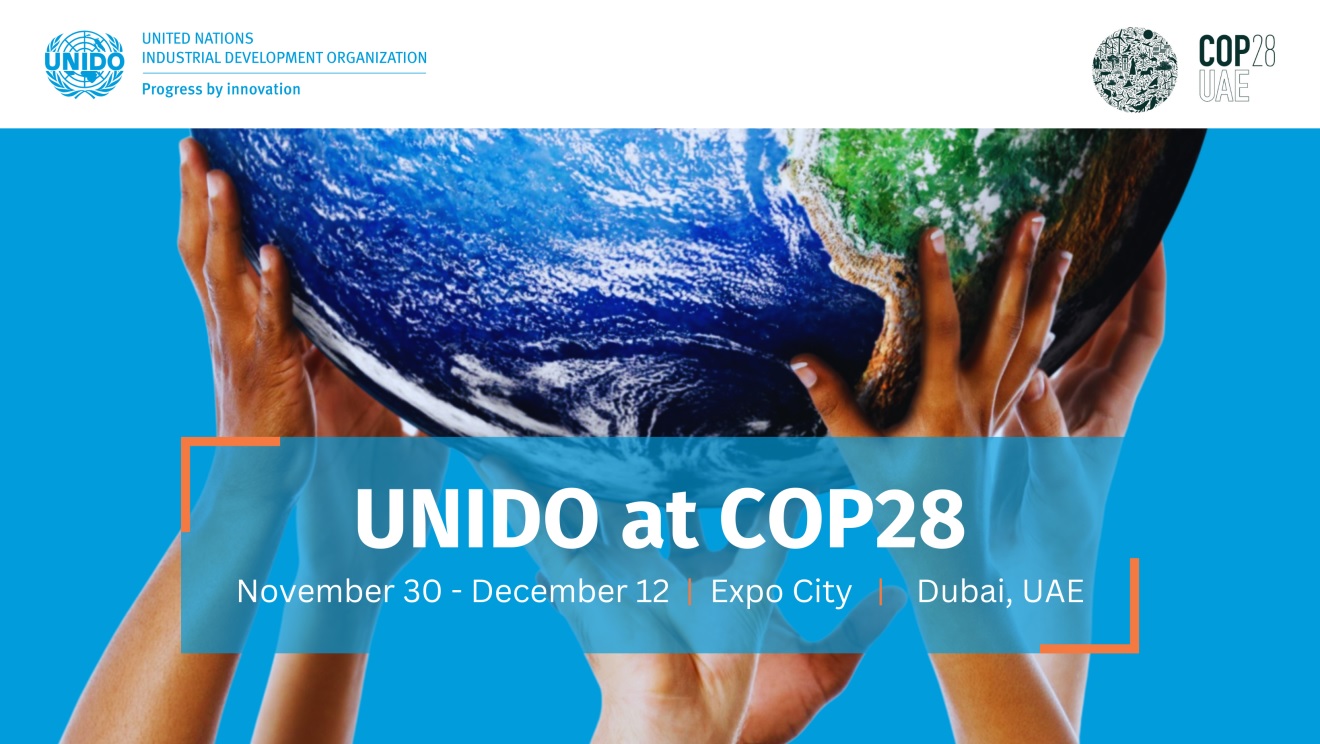 UNIDO
UNITED NATIONS
INDUSTRIAL DEVELOPMENT ORGANIZATION
Progress by innovation
COP28
UAE
UNIDO at COP28
November 30 - December 12 | Expo City | Dubai, UAE